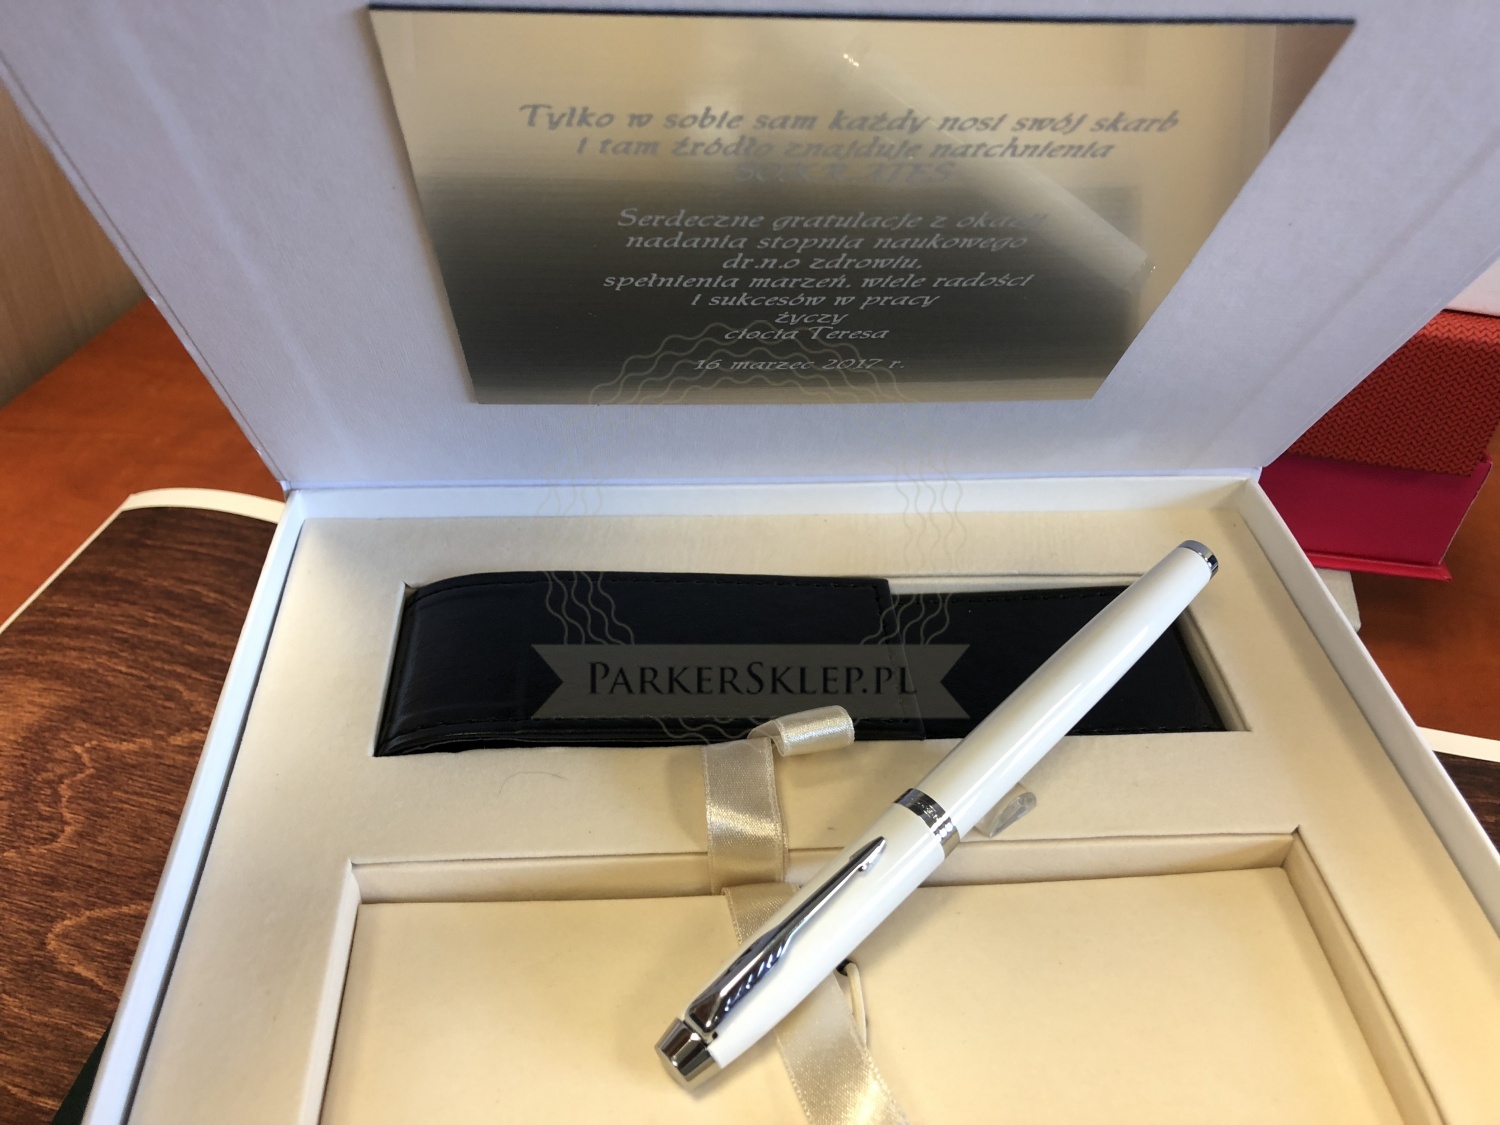 Tylko w sobie sam każdy nosi swój skarb
i tam źródło znajduje natchnienia
SOKRATES
Serdeczne gratulacje z okazji
nadania stopnia naukowego
dr.n.o zdrowiu,
spełnienia marzeń, wiele radości
i sukcesów w pracy
życzy
ciocia Teresa
16 marzec 2017 r.
PARKERSKLEP.PL